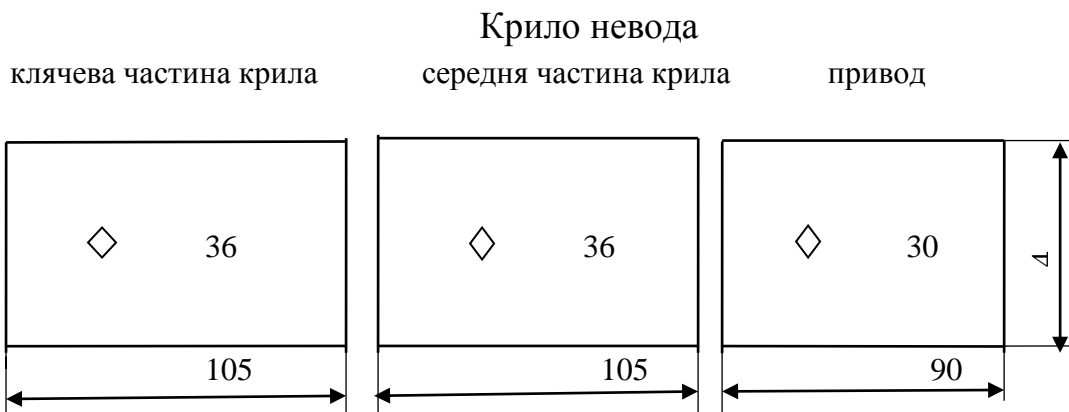 Крило невода
клячева частина крила середня частина крила привод
36 36 30
105 105 90